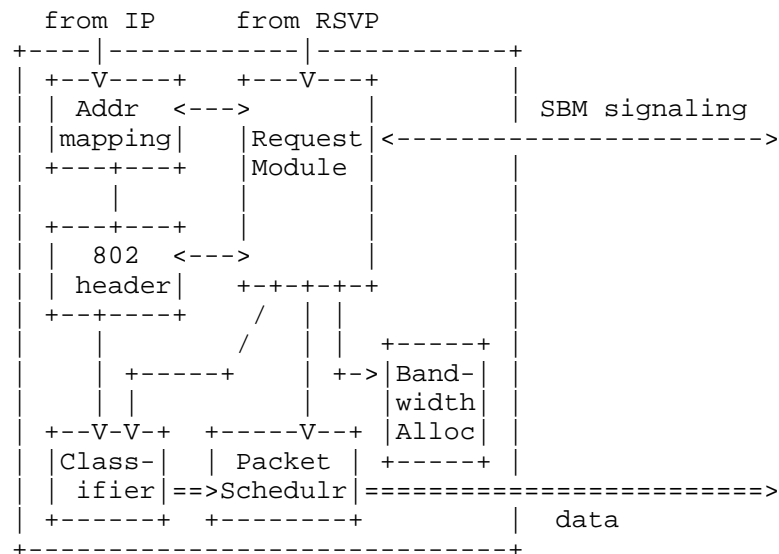 from IP from RSVP
Addr
SBM signaling
mapping Request
Module
802
header
Band-
width
Alloc
Class- Packet
ifier Schedulr
data